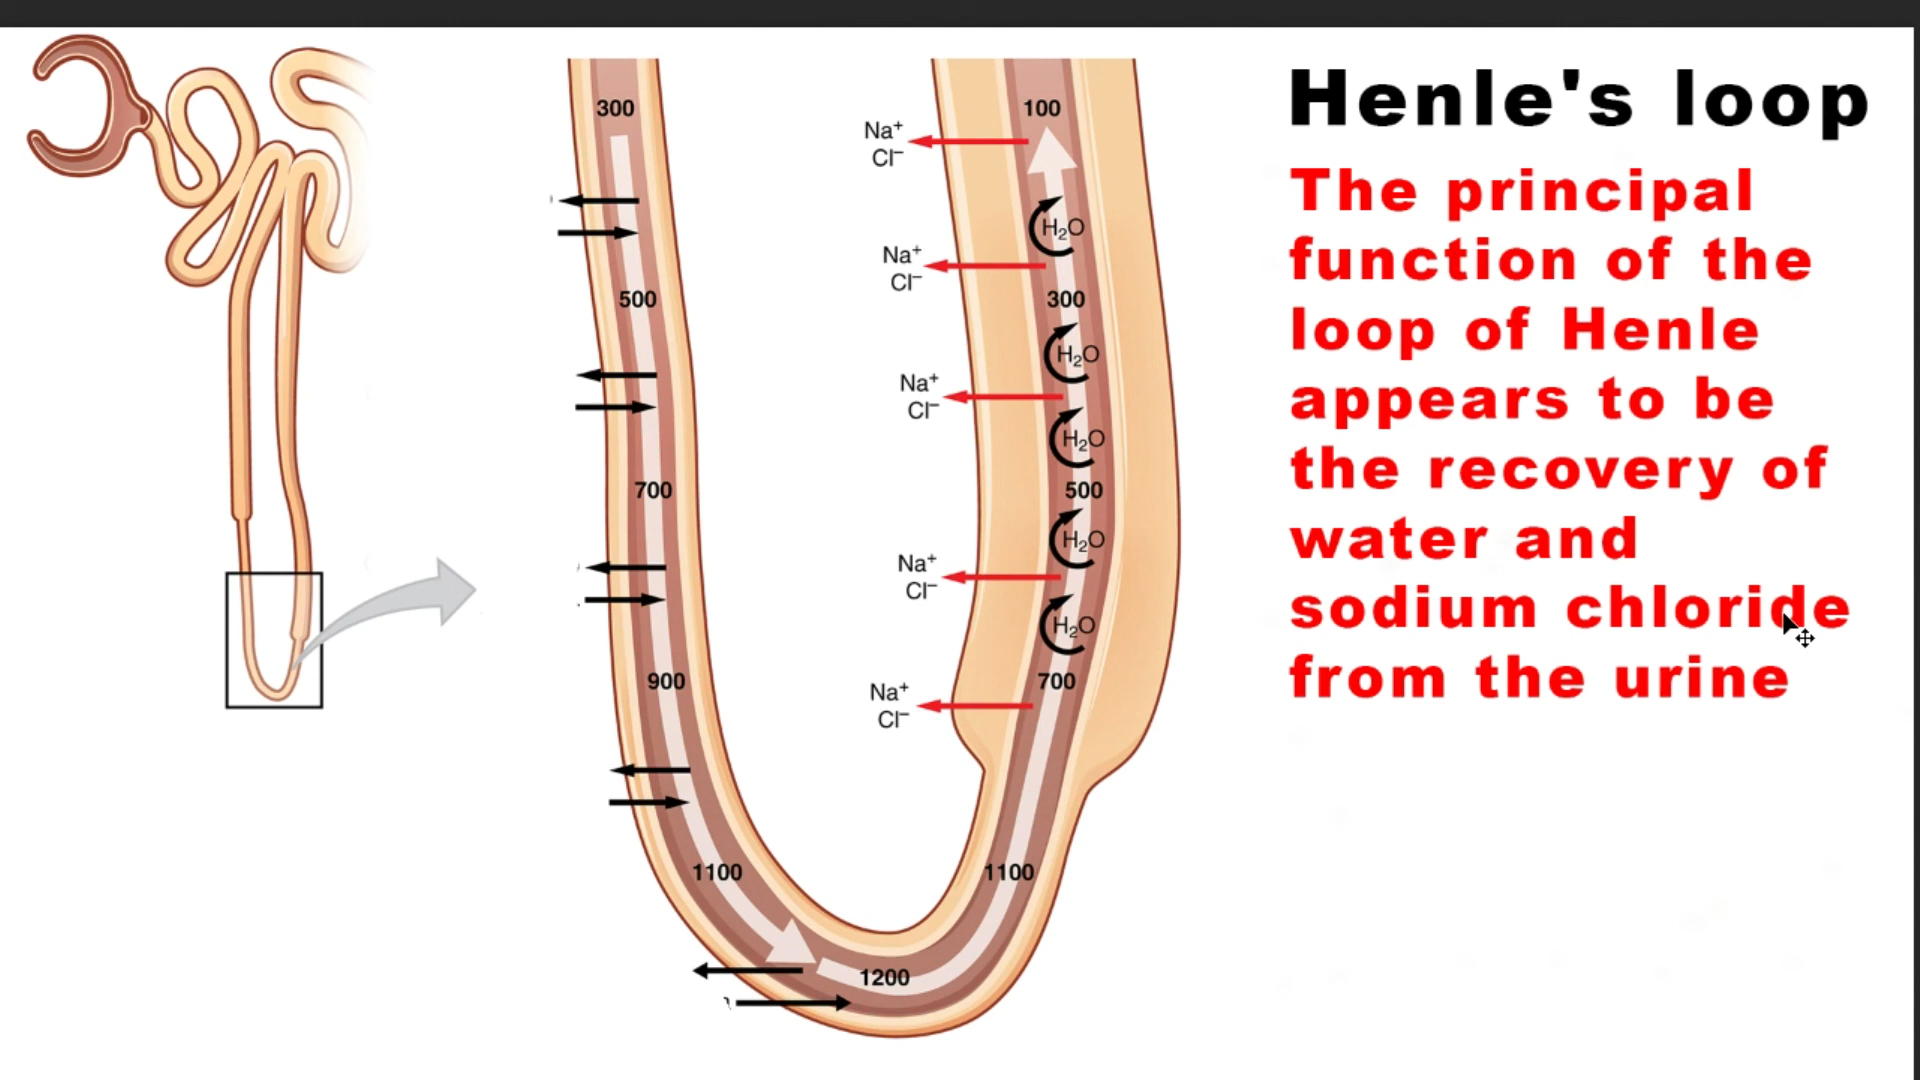 Henle's loop
The principal
function of the
loop of Henle
appears to be
the recovery of
water and
sodium chloride
from the urine
300
500
700
900
1100
1200
1100
700
500
300
100
Na⁺
Cl⁻
Na⁺
Cl⁻
Na⁺
Cl⁻
Na⁺
Cl⁻
Na⁺
Cl⁻
H₂O
H₂O
H₂O
H₂O
H₂O